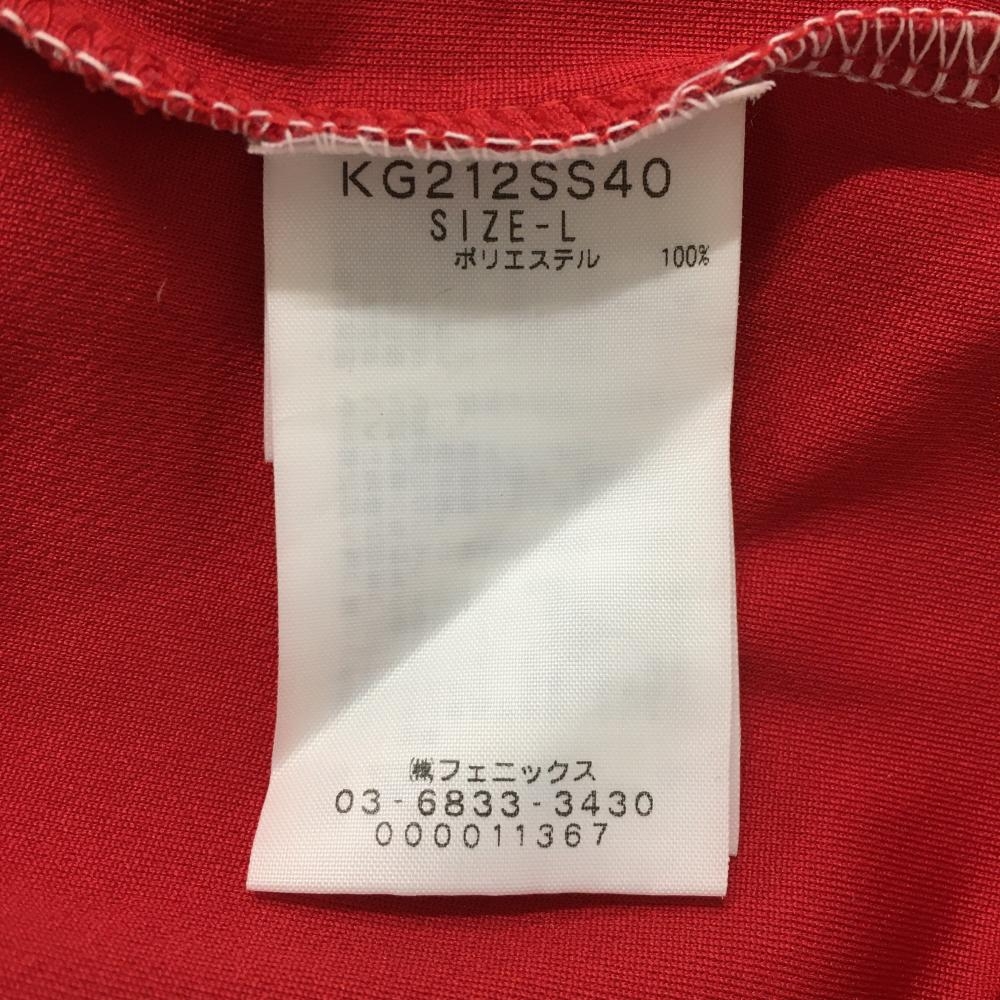 KG212SS40
SIZE-L
ポリエステル 100%
㈱フェニックス
03-6833-3430
000011367